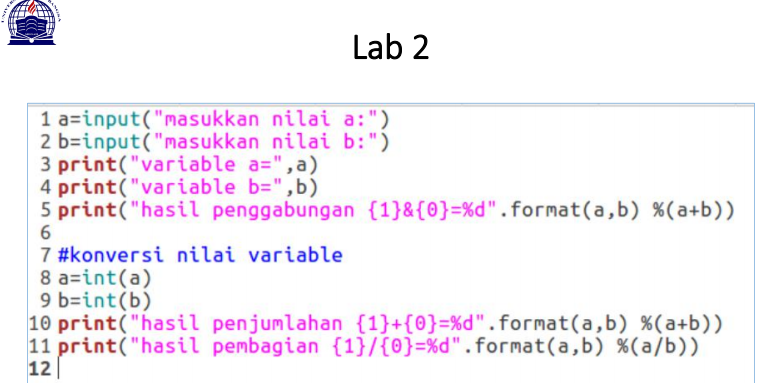 Lab 2
1 a=input("masukkan nilai a:")
2 b=input("masukkan nilai b:")
3 print("variable a=",a)
4 print("variable b=",b)
5 print("hasil penggabungan {1}&{0}=%d".format(a,b) %(a+b))
6
7 #konversi nilai variable
8 a=int(a)
9 b=int(b)
10 print("hasil penjumlahan {1}+{0}=%d".format(a,b) %(a+b))
11 print("hasil pembagian {1}/{0}=%d".format(a,b) %(a/b))
12